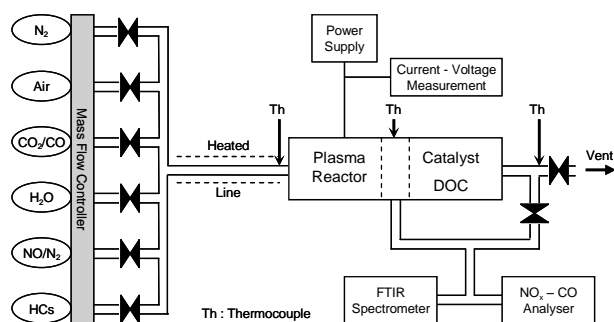 N₂
Air
CO₂/CO
H₂O
NO/N₂
HCs
Mass Flow Controller
Heated
Line
Th
Th
Th
Power
Supply
Current - Voltage
Measurement
Plasma
Reactor
Catalyst
DOC
Vent
FTIR
Spectrometer
NOₓ – CO
Analyser
Th : Thermocouple